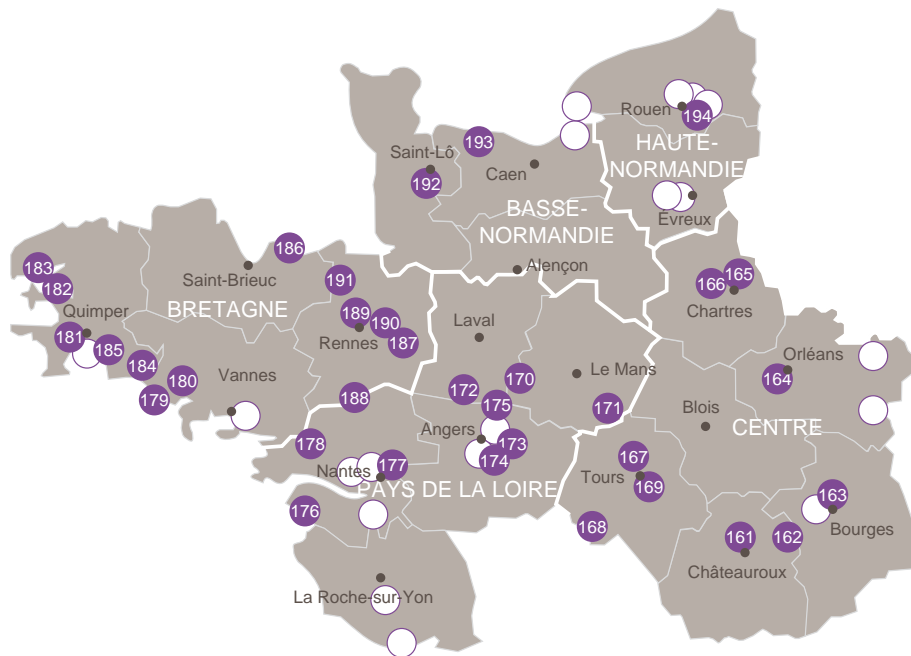 Rouen
194
HAUTE-
NORMANDIE
193
Saint-Lô
192
Caen
Évreux
BASSE-
NORMANDIE
186
183
182
Saint-Brieuc
191
Alençon
165
166
Chartres
BRETAGNE
Quimper
181
185
189
190
Rennes
187
Laval
184
180
179
Vannes
170
172
175
Le Mans
171
Orléans
164
188
Blois
CENTRE
178
Angers
173
174
Nantes
177
PAYS DE LA LOIRE
167
Tours
169
176
168
163
Bourges
161
162
Châteauroux
La Roche-sur-Yon